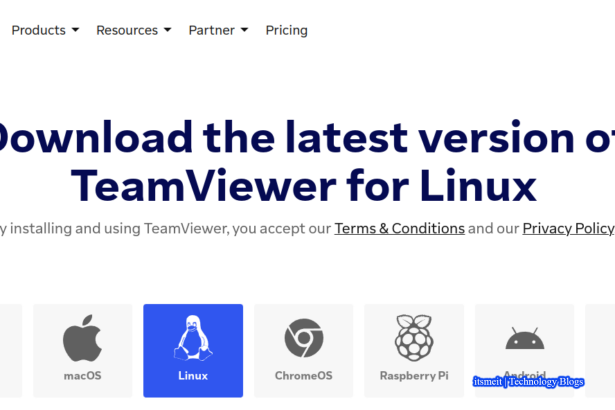 Products Resources Partner Pricing
Download the latest version of
TeamViewer for Linux
y installing and using TeamViewer, you accept our Terms & Conditions and our Privacy Policy
macOS Linux ChromeOS Raspberry Pi Android
itsmeit | Technology Blogs